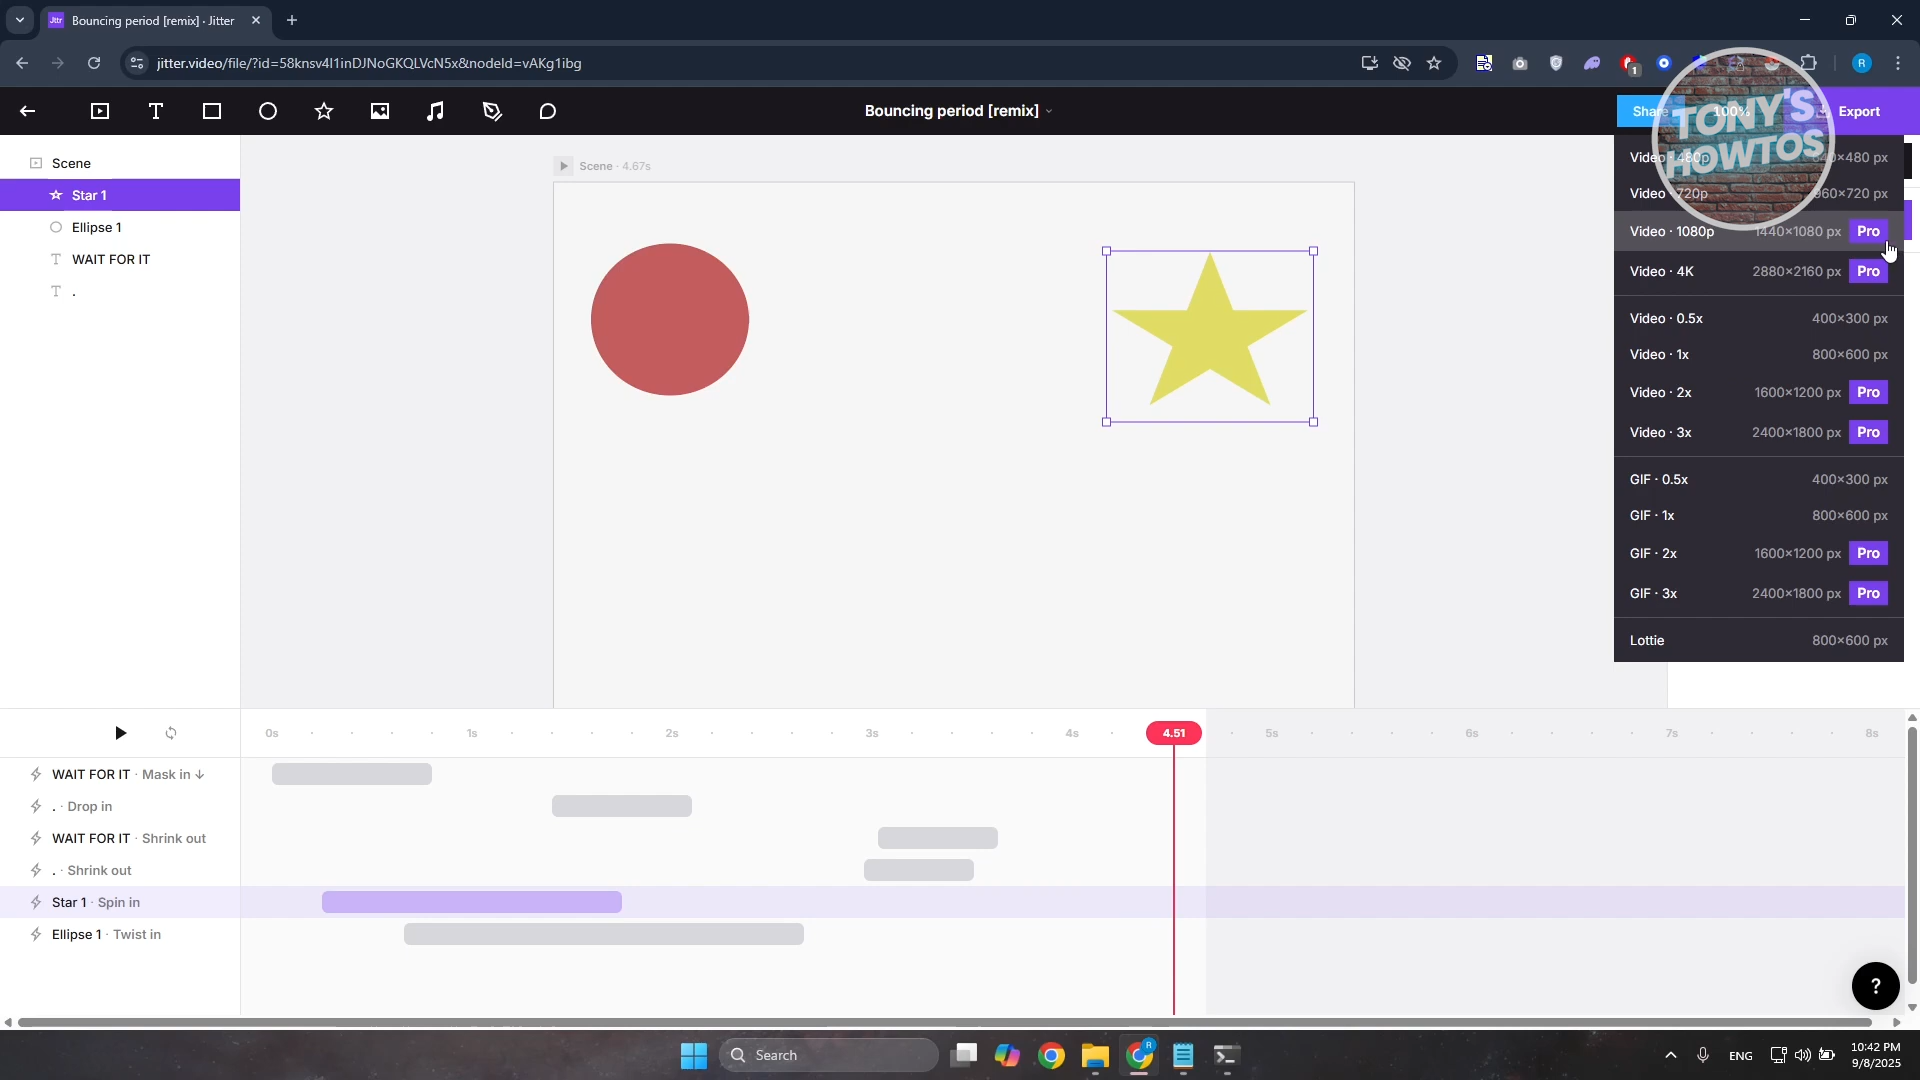 Bouncing period [remix] · Jitter
jitter.video/file/?id=58knsv4I1inDJNoGKQLVcN5x&nodeId=vAKg1ibg
1
R
Bouncing period [remix]
Share
100%
Export
TONY'S
HOWTOS
Scene
Star 1
Ellipse 1
WAIT FOR IT
.
Scene · 4.67s
Video · 480p 640×480 px
Video · 720p 960×720 px
Video · 1080p 1440×1080 px Pro
Video · 4K 2880×2160 px Pro
Video · 0.5x 400×300 px
Video · 1x 800×600 px
Video · 2x 1600×1200 px Pro
Video · 3x 2400×1800 px Pro
GIF · 0.5x 400×300 px
GIF · 1x 800×600 px
GIF · 2x 1600×1200 px Pro
GIF · 3x 2400×1800 px Pro
Lottie 800×600 px
0s 1s 2s 3s 4s 4.51 5s 6s 7s 8s
WAIT FOR IT · Mask in ↓
. · Drop in
WAIT FOR IT · Shrink out
. · Shrink out
Star 1 · Spin in
Ellipse 1 · Twist in
?
Search
R
ENG
10:42 PM
9/8/2025